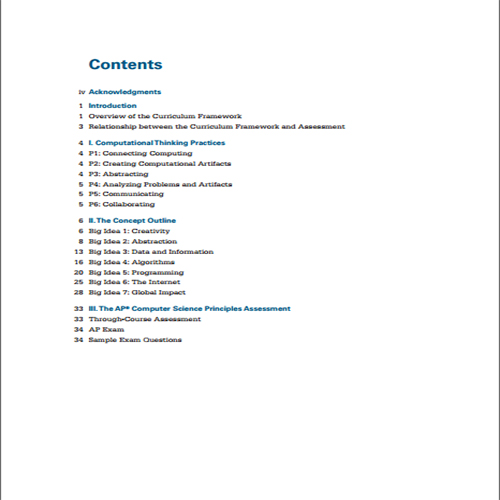 Contents
iv Acknowledgments
1 Introduction
1 Overview of the Curriculum Framework
3 Relationship between the Curriculum Framework and Assessment
4 I. Computational Thinking Practices
4 P1: Connecting Computing
4 P2: Creating Computational Artifacts
4 P3: Abstracting
5 P4: Analyzing Problems and Artifacts
5 P5: Communicating
5 P6: Collaborating
6 II. The Concept Outline
6 Big Idea 1: Creativity
8 Big Idea 2: Abstraction
13 Big Idea 3: Data and Information
16 Big Idea 4: Algorithms
20 Big Idea 5: Programming
25 Big Idea 6: The Internet
28 Big Idea 7: Global Impact
33 III. The AP® Computer Science Principles Assessment
33 Through-Course Assessment
34 AP Exam
34 Sample Exam Questions